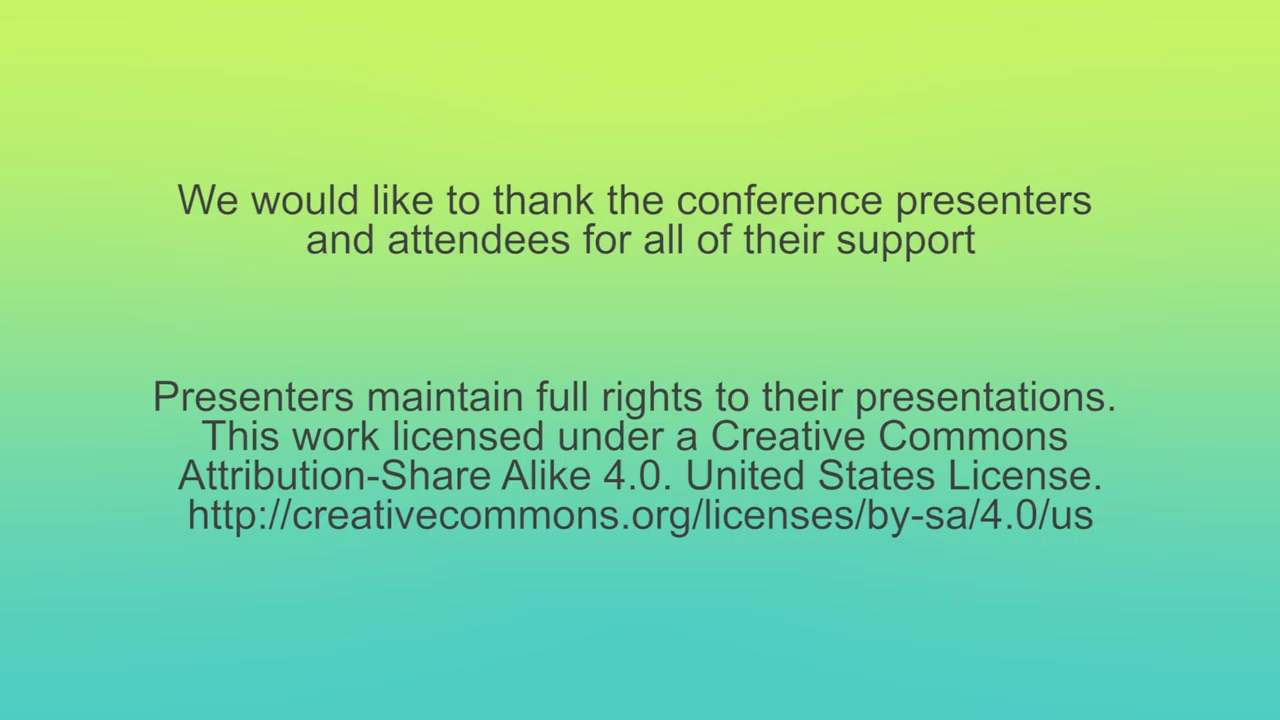 We would like to thank the conference presenters
and attendees for all of their support
Presenters maintain full rights to their presentations.
This work licensed under a Creative Commons
Attribution-Share Alike 4.0. United States License.
http://creativecommons.org/licenses/by-sa/4.0/us